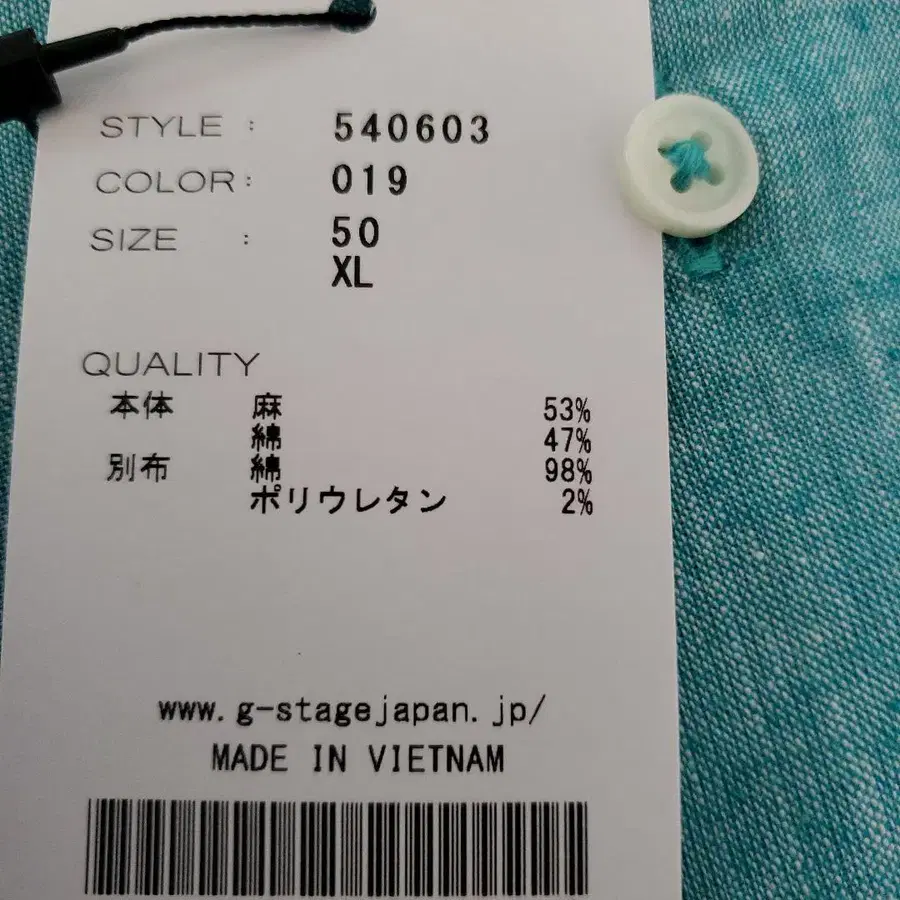 STYLE : 540603
COLOR: 019
SIZE : 50
XL
QUALITY
本体 麻 53%
綿 47%
別布 綿 98%
ポリウレタン 2%
www.g-stagejapan.jp/
MADE IN VIETNAM